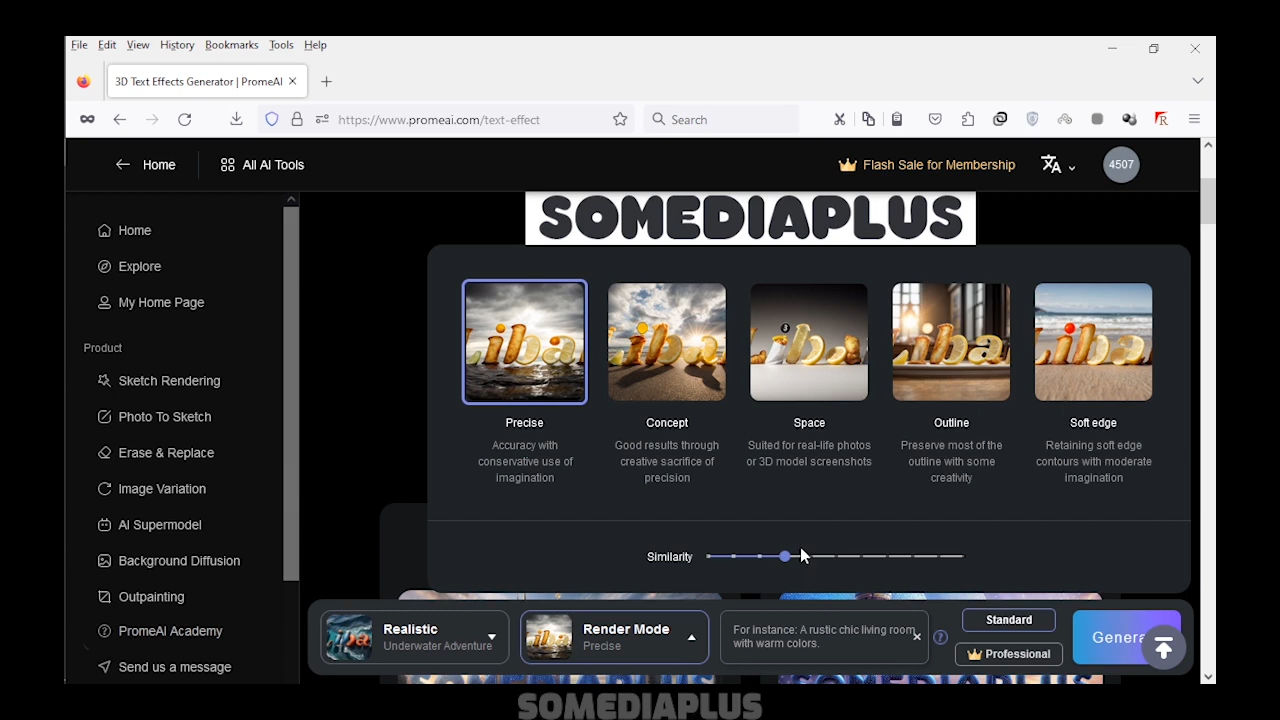 File Edit View History Bookmarks Tools Help
3D Text Effects Generator | PromeAI
https://www.promeai.com/text-effect
Search
Home
All AI Tools
Flash Sale for Membership
4507
SOMEDIAPLUS
Home
Explore
My Home Page
Product
Sketch Rendering
Photo To Sketch
Erase & Replace
Image Variation
AI Supermodel
Background Diffusion
Outpainting
PromeAI Academy
Send us a message
Liba
Liba
Liba
Liba
Liba
Precise
Accuracy with
conservative use of
imagination
Concept
Good results through
creative sacrifice of
precision
Space
Suited for real-life photos
or 3D model screenshots
Outline
Preserve most of the
outline with some
creativity
Soft edge
Retaining soft edge
contours with moderate
imagination
Similarity
Realistic
Underwater Adventure
Render Mode
Precise
For instance: A rustic chic living room
with warm colors.
Standard
Professional
Genera
SOMEDIAPLUS